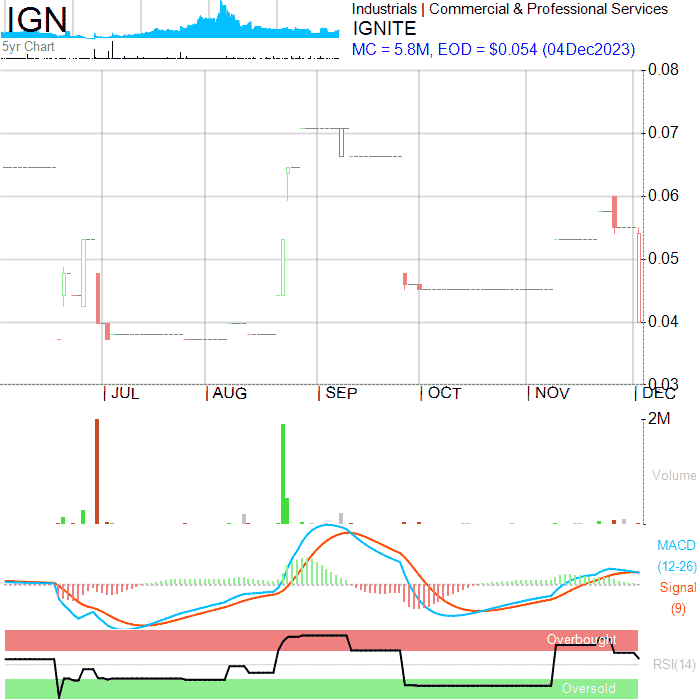 IGN
Industrials | Commercial & Professional Services
IGNITE
5yr Chart
MC = 5.8M, EOD = $0.054 (04Dec2023)
0.08
0.07
0.06
0.05
0.04
0.03
JUL AUG SEP OCT NOV DEC
2M
Volume
MACD
(12-26)
Signal
(9)
Overbought
RSI(14)
Oversold